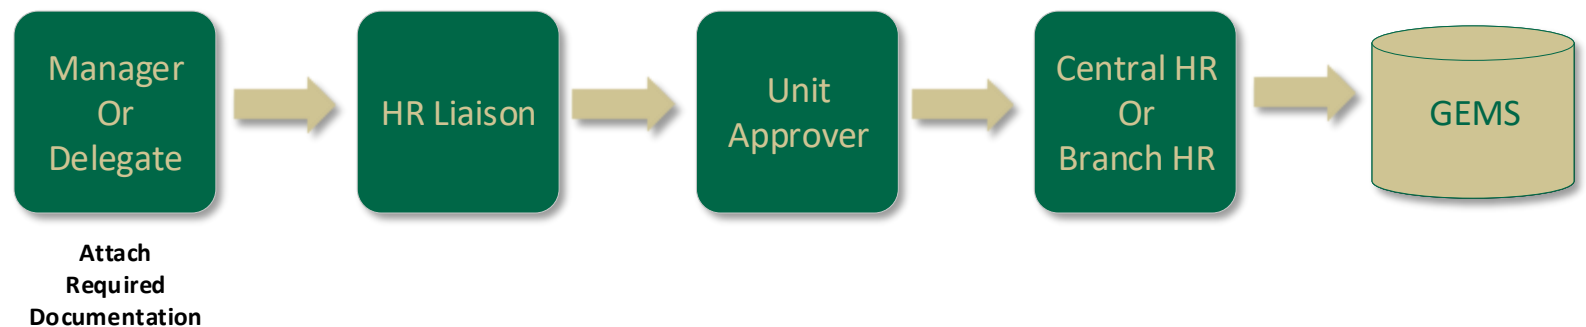 Manager
Or
Delegate
HR Liaison
Unit
Approver
Central HR
Or
Branch HR
GEMS
Attach
Required
Documentation